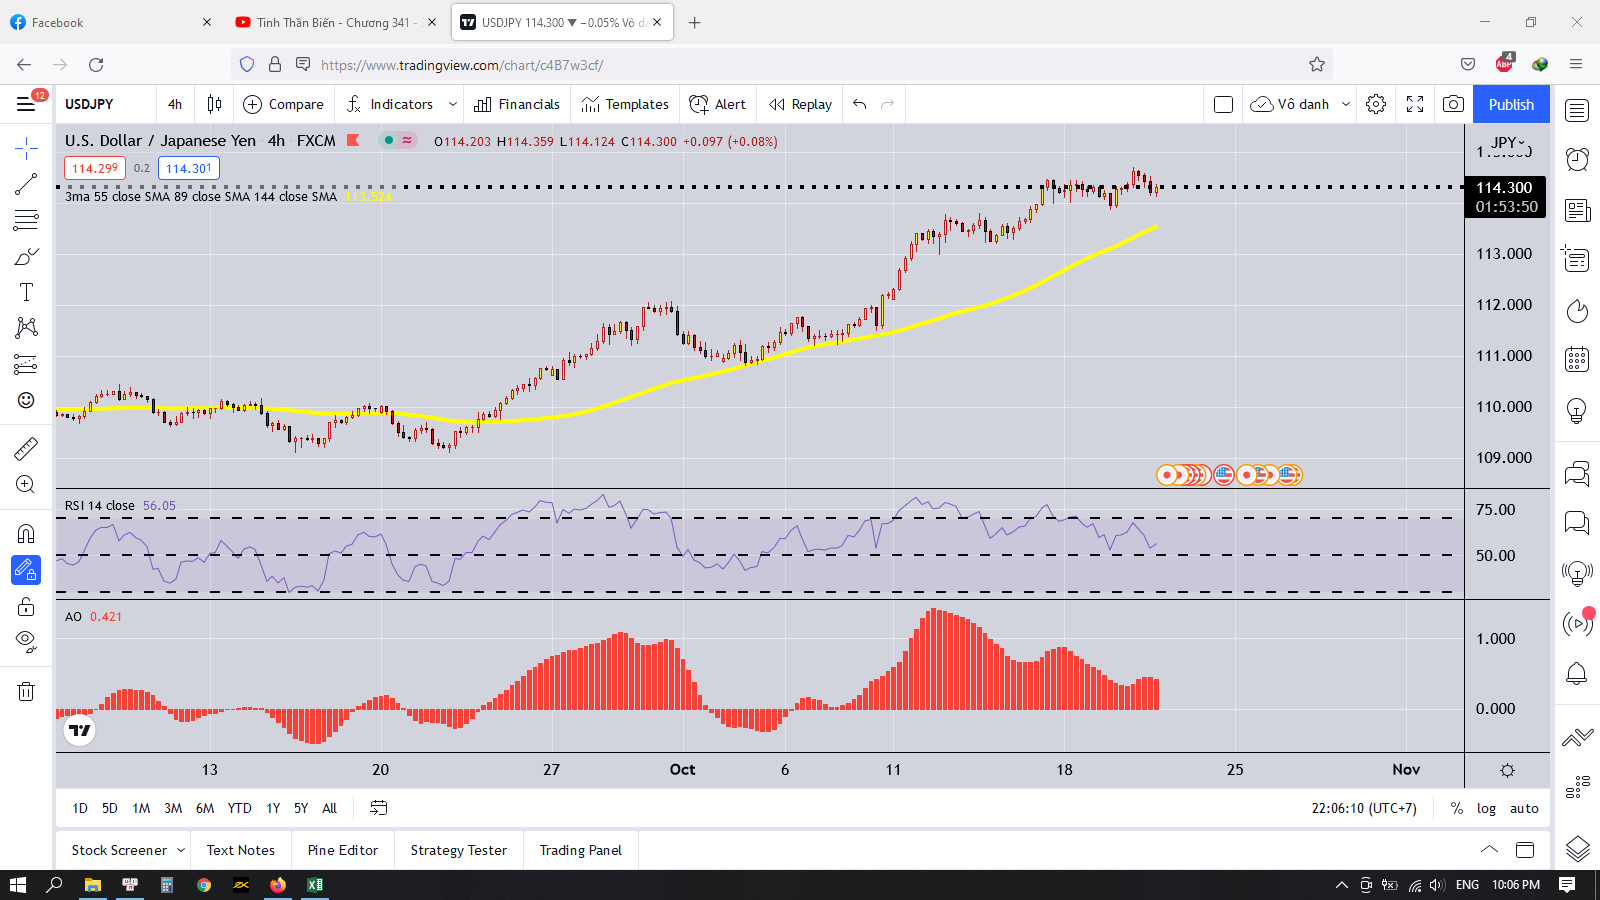 Facebook
Tinh Thần Biến - Chương 341 -
USDJPY 114.300 ▼ −0.05% Vô d
https://www.tradingview.com/chart/c4B7w3cf/
4
ABP
12
USDJPY
4h
Compare
Indicators
Financials
Templates
Alert
Replay
Vô danh
Publish
U.S. Dollar / Japanese Yen 4h FXCM
O114.203 H114.359 L114.124 C114.300 +0.097 (+0.08%)
JPY
114.299
0.2
114.301
3ma 55 close SMA 89 close SMA 144 close SMA 113.524
114.300
01:53:50
113.000
112.000
111.000
110.000
109.000
RSI 14 close 56.05
75.00
50.00
AO 0.421
1.000
0.000
13
20
27
Oct
6
11
18
25
Nov
1D 5D 1M 3M 6M YTD 1Y 5Y All
22:06:10 (UTC+7)
% log auto
Stock Screener
Text Notes
Pine Editor
Strategy Tester
Trading Panel
ENG
10:06 PM